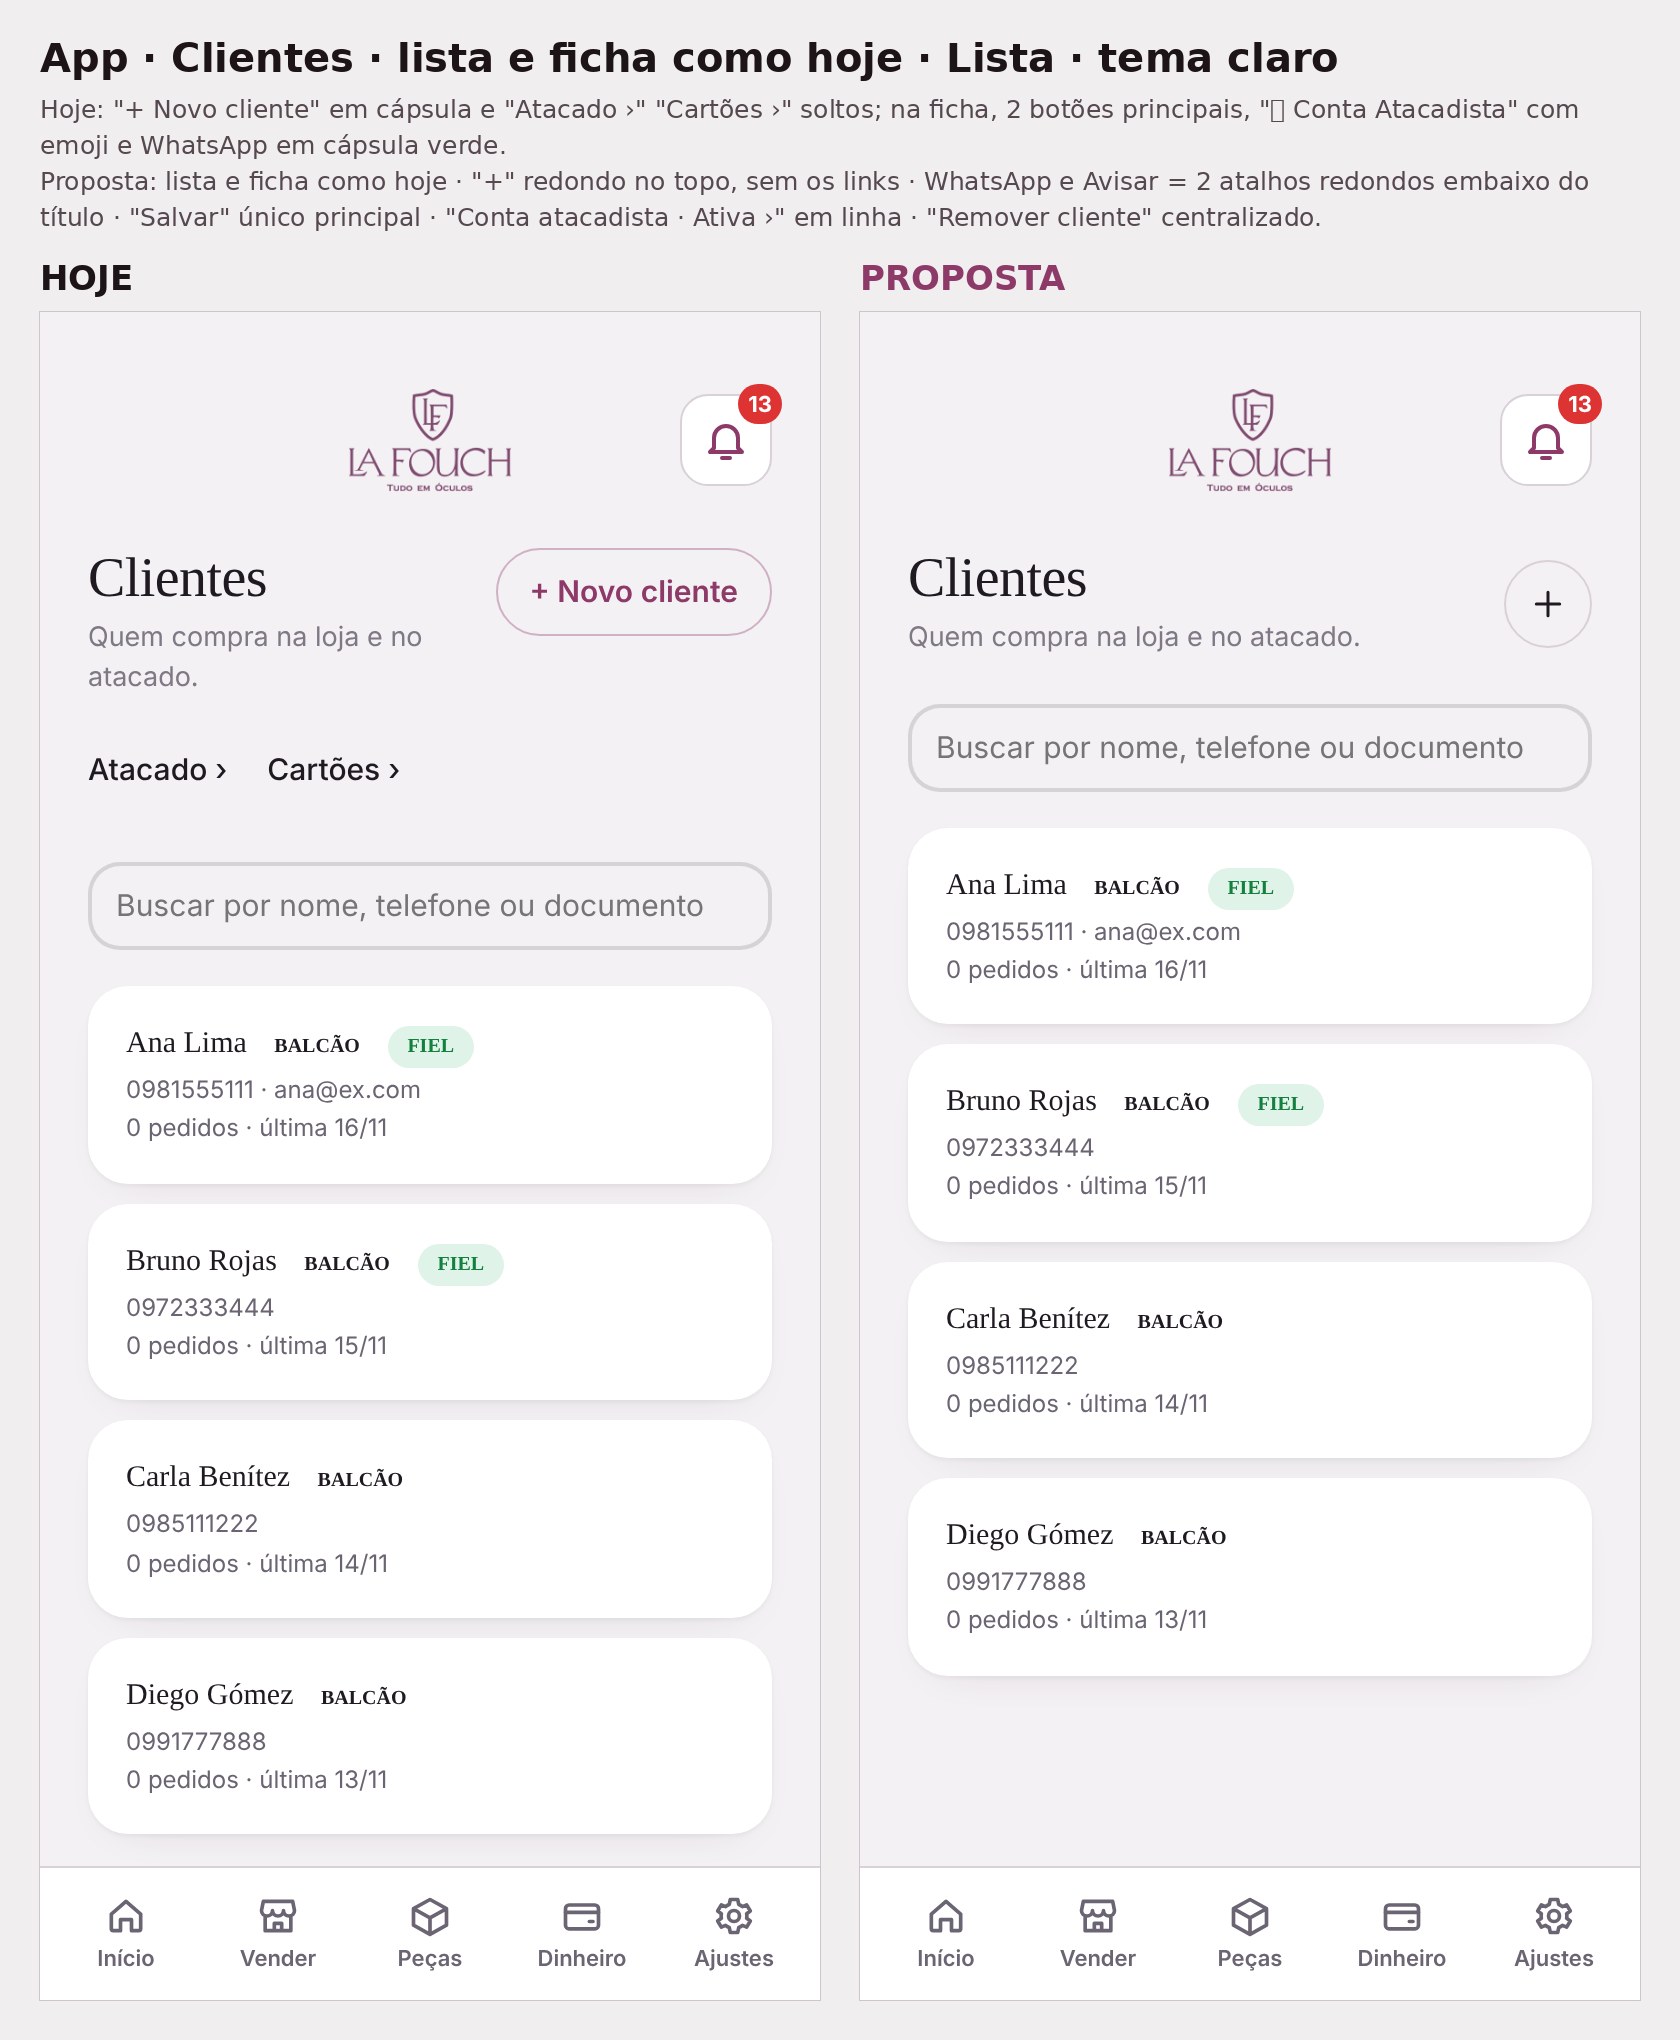 App · Clientes · lista e ficha como hoje · Lista · tema claro
Hoje: "+ Novo cliente" em cápsula e "Atacado ›" "Cartões ›" soltos; na ficha, 2 botões principais, "▯ Conta Atacadista" com
emoji e WhatsApp em cápsula verde.
Proposta: lista e ficha como hoje · "+" redondo no topo, sem os links · WhatsApp e Avisar = 2 atalhos redondos embaixo do
título · "Salvar" único principal · "Conta atacadista · Ativa ›" em linha · "Remover cliente" centralizado.
HOJE
LF
LA FOUCH
TUDO EM ÓCULOS
13
Clientes
+ Novo cliente
Quem compra na loja e no
atacado.
Atacado › Cartões ›
Buscar por nome, telefone ou documento
Ana Lima BALCÃO FIEL
0981555111 · ana@ex.com
0 pedidos · última 16/11
Bruno Rojas BALCÃO FIEL
0972333444
0 pedidos · última 15/11
Carla Benítez BALCÃO
0985111222
0 pedidos · última 14/11
Diego Gómez BALCÃO
0991777888
0 pedidos · última 13/11
Início Vender Peças Dinheiro Ajustes
PROPOSTA
LF
LA FOUCH
TUDO EM ÓCULOS
13
Clientes
+
Quem compra na loja e no atacado.
Buscar por nome, telefone ou documento
Ana Lima BALCÃO FIEL
0981555111 · ana@ex.com
0 pedidos · última 16/11
Bruno Rojas BALCÃO FIEL
0972333444
0 pedidos · última 15/11
Carla Benítez BALCÃO
0985111222
0 pedidos · última 14/11
Diego Gómez BALCÃO
0991777888
0 pedidos · última 13/11
Início Vender Peças Dinheiro Ajustes